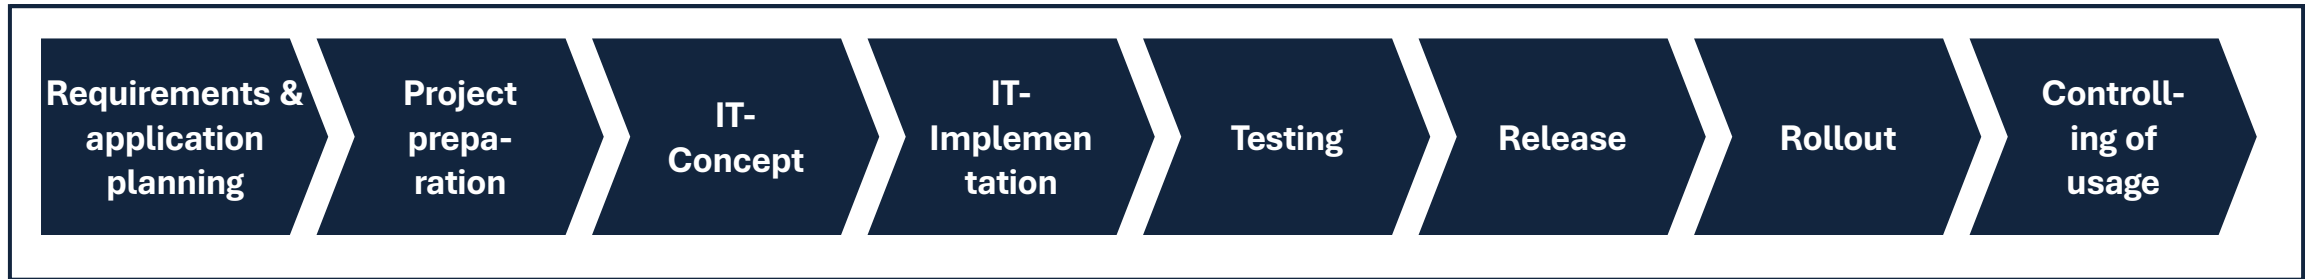 Requirements &
application
planning
Project
prepa-
ration
IT-
Concept
IT-
Implemen
tation
Testing
Release
Rollout
Controll-
ing of
usage